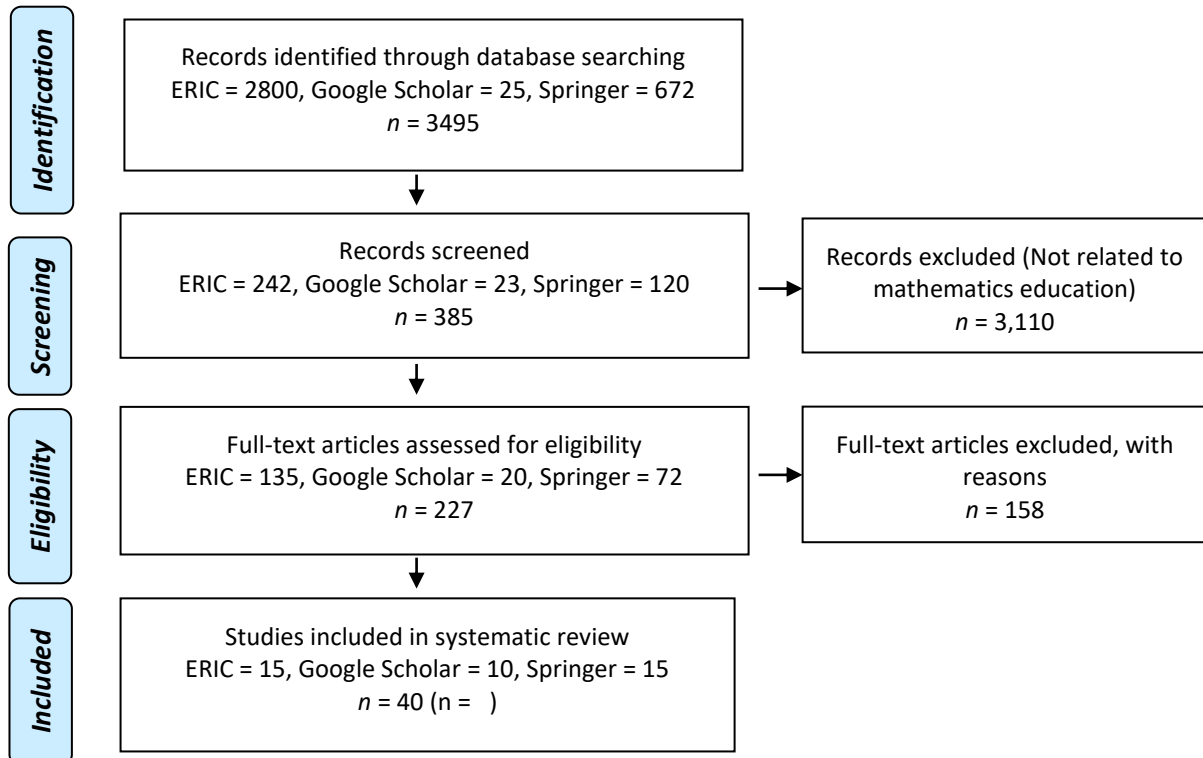 Identification
Records identified through database searching
ERIC = 2800, Google Scholar = 25, Springer = 672
n = 3495
Screening
Records screened
ERIC = 242, Google Scholar = 23, Springer = 120
n = 385
Records excluded (Not related to
mathematics education)
n = 3,110
Eligibility
Full-text articles assessed for eligibility
ERIC = 135, Google Scholar = 20, Springer = 72
n = 227
Full-text articles excluded, with
reasons
n = 158
Included
Studies included in systematic review
ERIC = 15, Google Scholar = 10, Springer = 15
n = 40 (n =   )